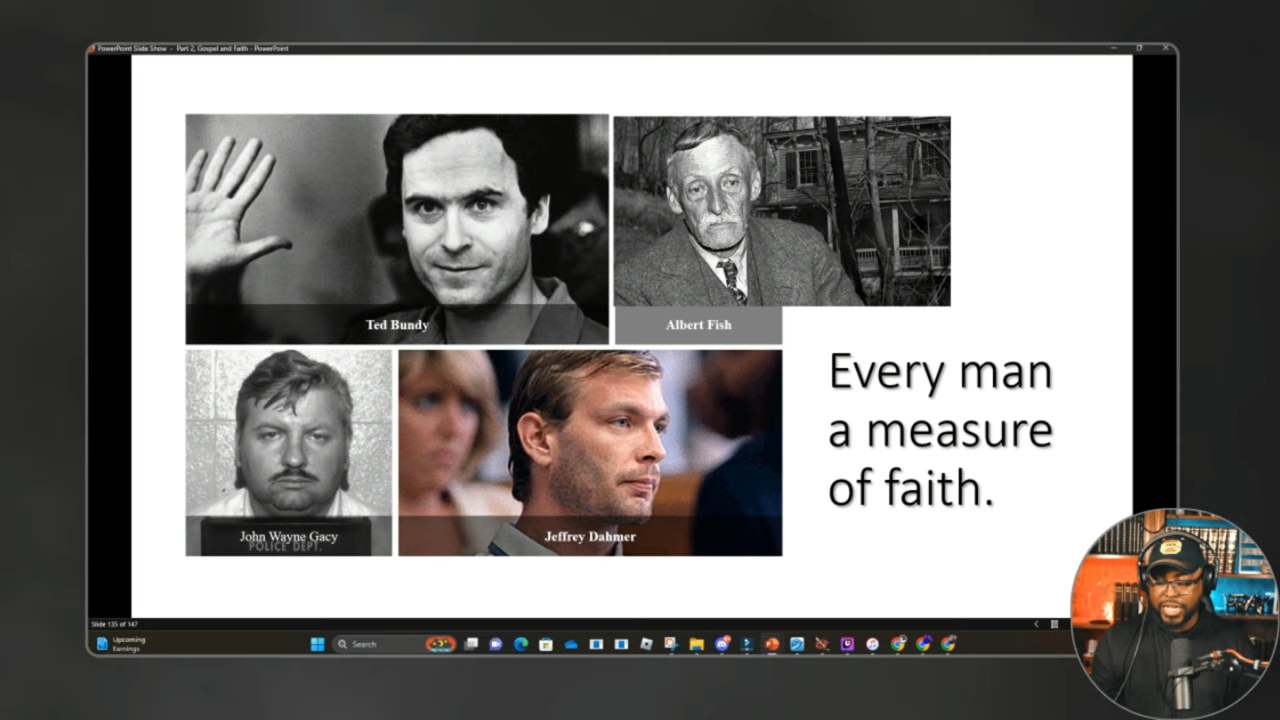 PowerPoint Slide Show - Part 2, Gospel and Faith - PowerPoint
Ted Bundy
Albert Fish
John Wayne Gacy
POLICE DEPT.
Jeffrey Dahmer
Every man
a measure
of faith.
Slide 135 of 147
Upcoming
Earnings
Search